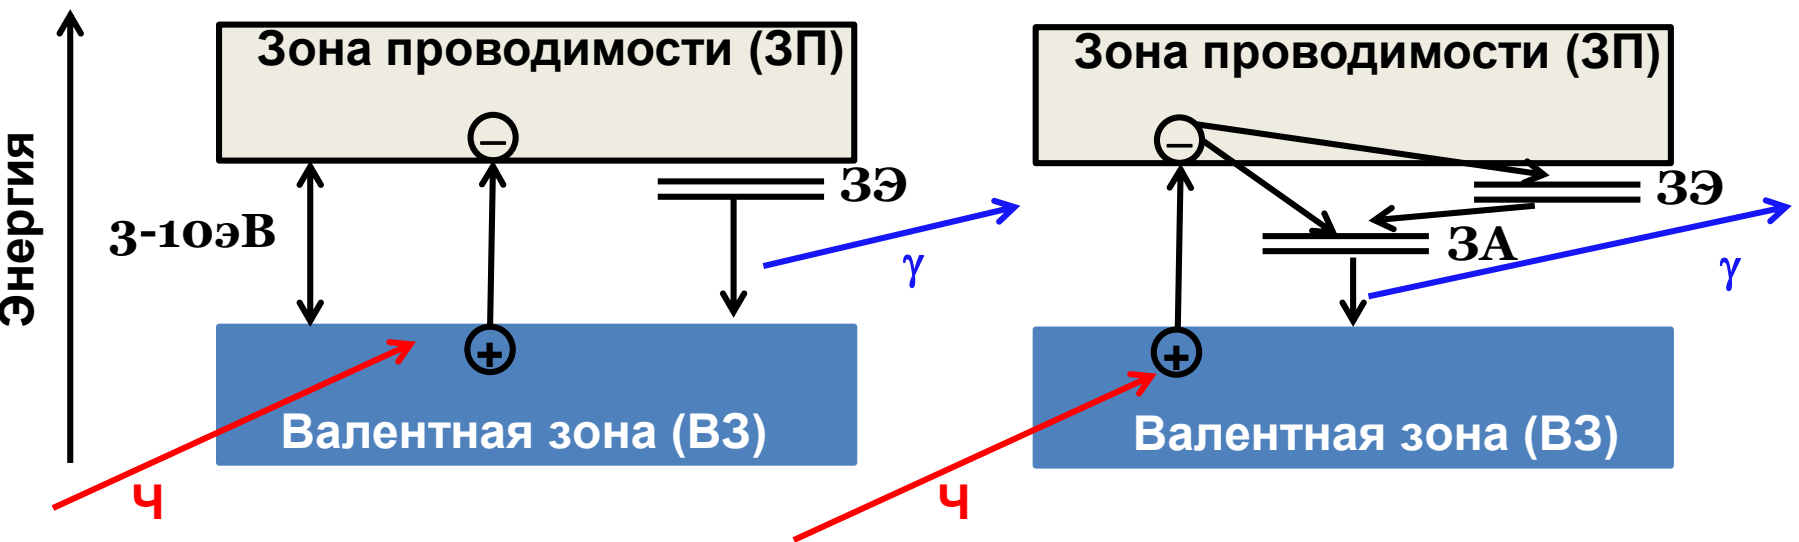 Энергия
Зона проводимости (ЗП)
−
3-10эВ
ЗЭ
γ
+
Валентная зона (ВЗ)
Ч
Зона проводимости (ЗП)
−
ЗЭ
ЗА
γ
+
Валентная зона (ВЗ)
Ч